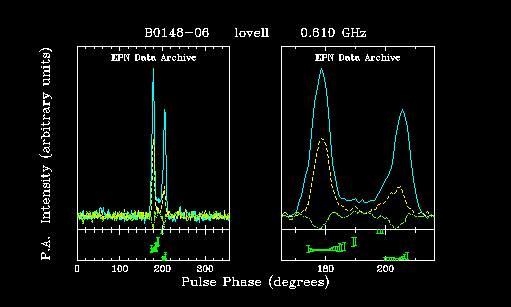 B0148-06 lovell 0.610 GHz
EPN Data Archive EPN Data Archive
Intensity (arbitrary units)
P.A.
0 100 200 300 180 200
Pulse Phase (degrees)